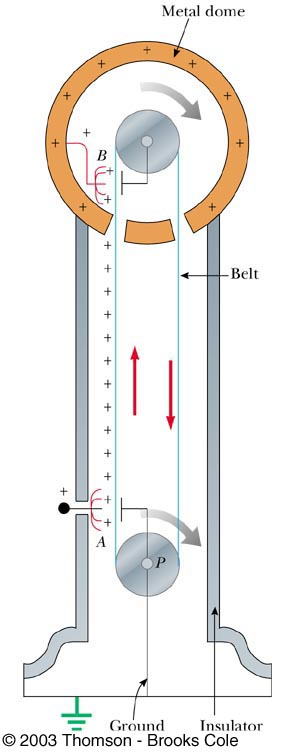 Metal dome
+ + + + + + + +
+
B
+
+
Belt
+
+
+
+
+
+
+
+
+
+
+
+
+
+
A
P
Ground
Insulator
© 2003 Thomson - Brooks Cole